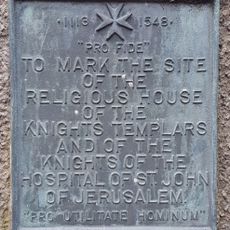 ·1113 1548·
"PRO FIDE"
TO MARK THE SITE
OF THE
RELIGIOUS HOUSE
OF THE
KNIGHTS TEMPLARS
AND OF THE
KNIGHTS OF THE
HOSPITAL OF ST JOHN
OF JERUSALEM.
"PRO UTILITATE HOMINUM"